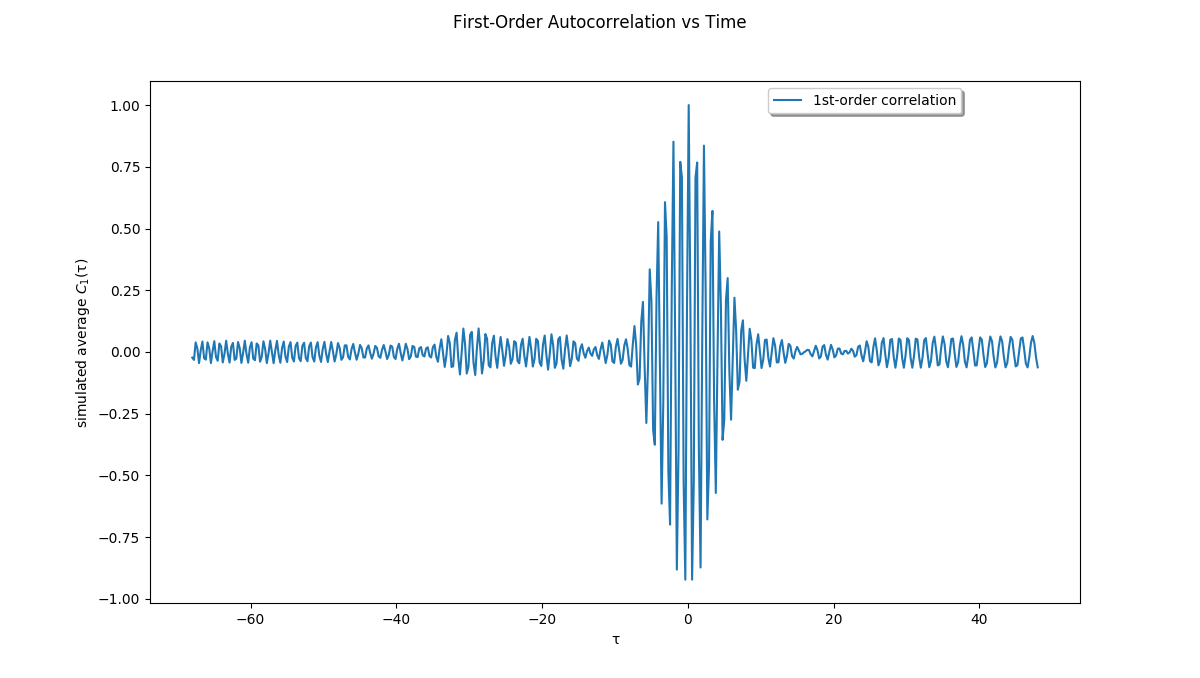 First-Order Autocorrelation vs Time
1st-order correlation
simulated average C₁(τ)
1.00
0.75
0.50
0.25
0.00
−0.25
−0.50
−0.75
−1.00
−60 −40 −20 0 20 40
τ